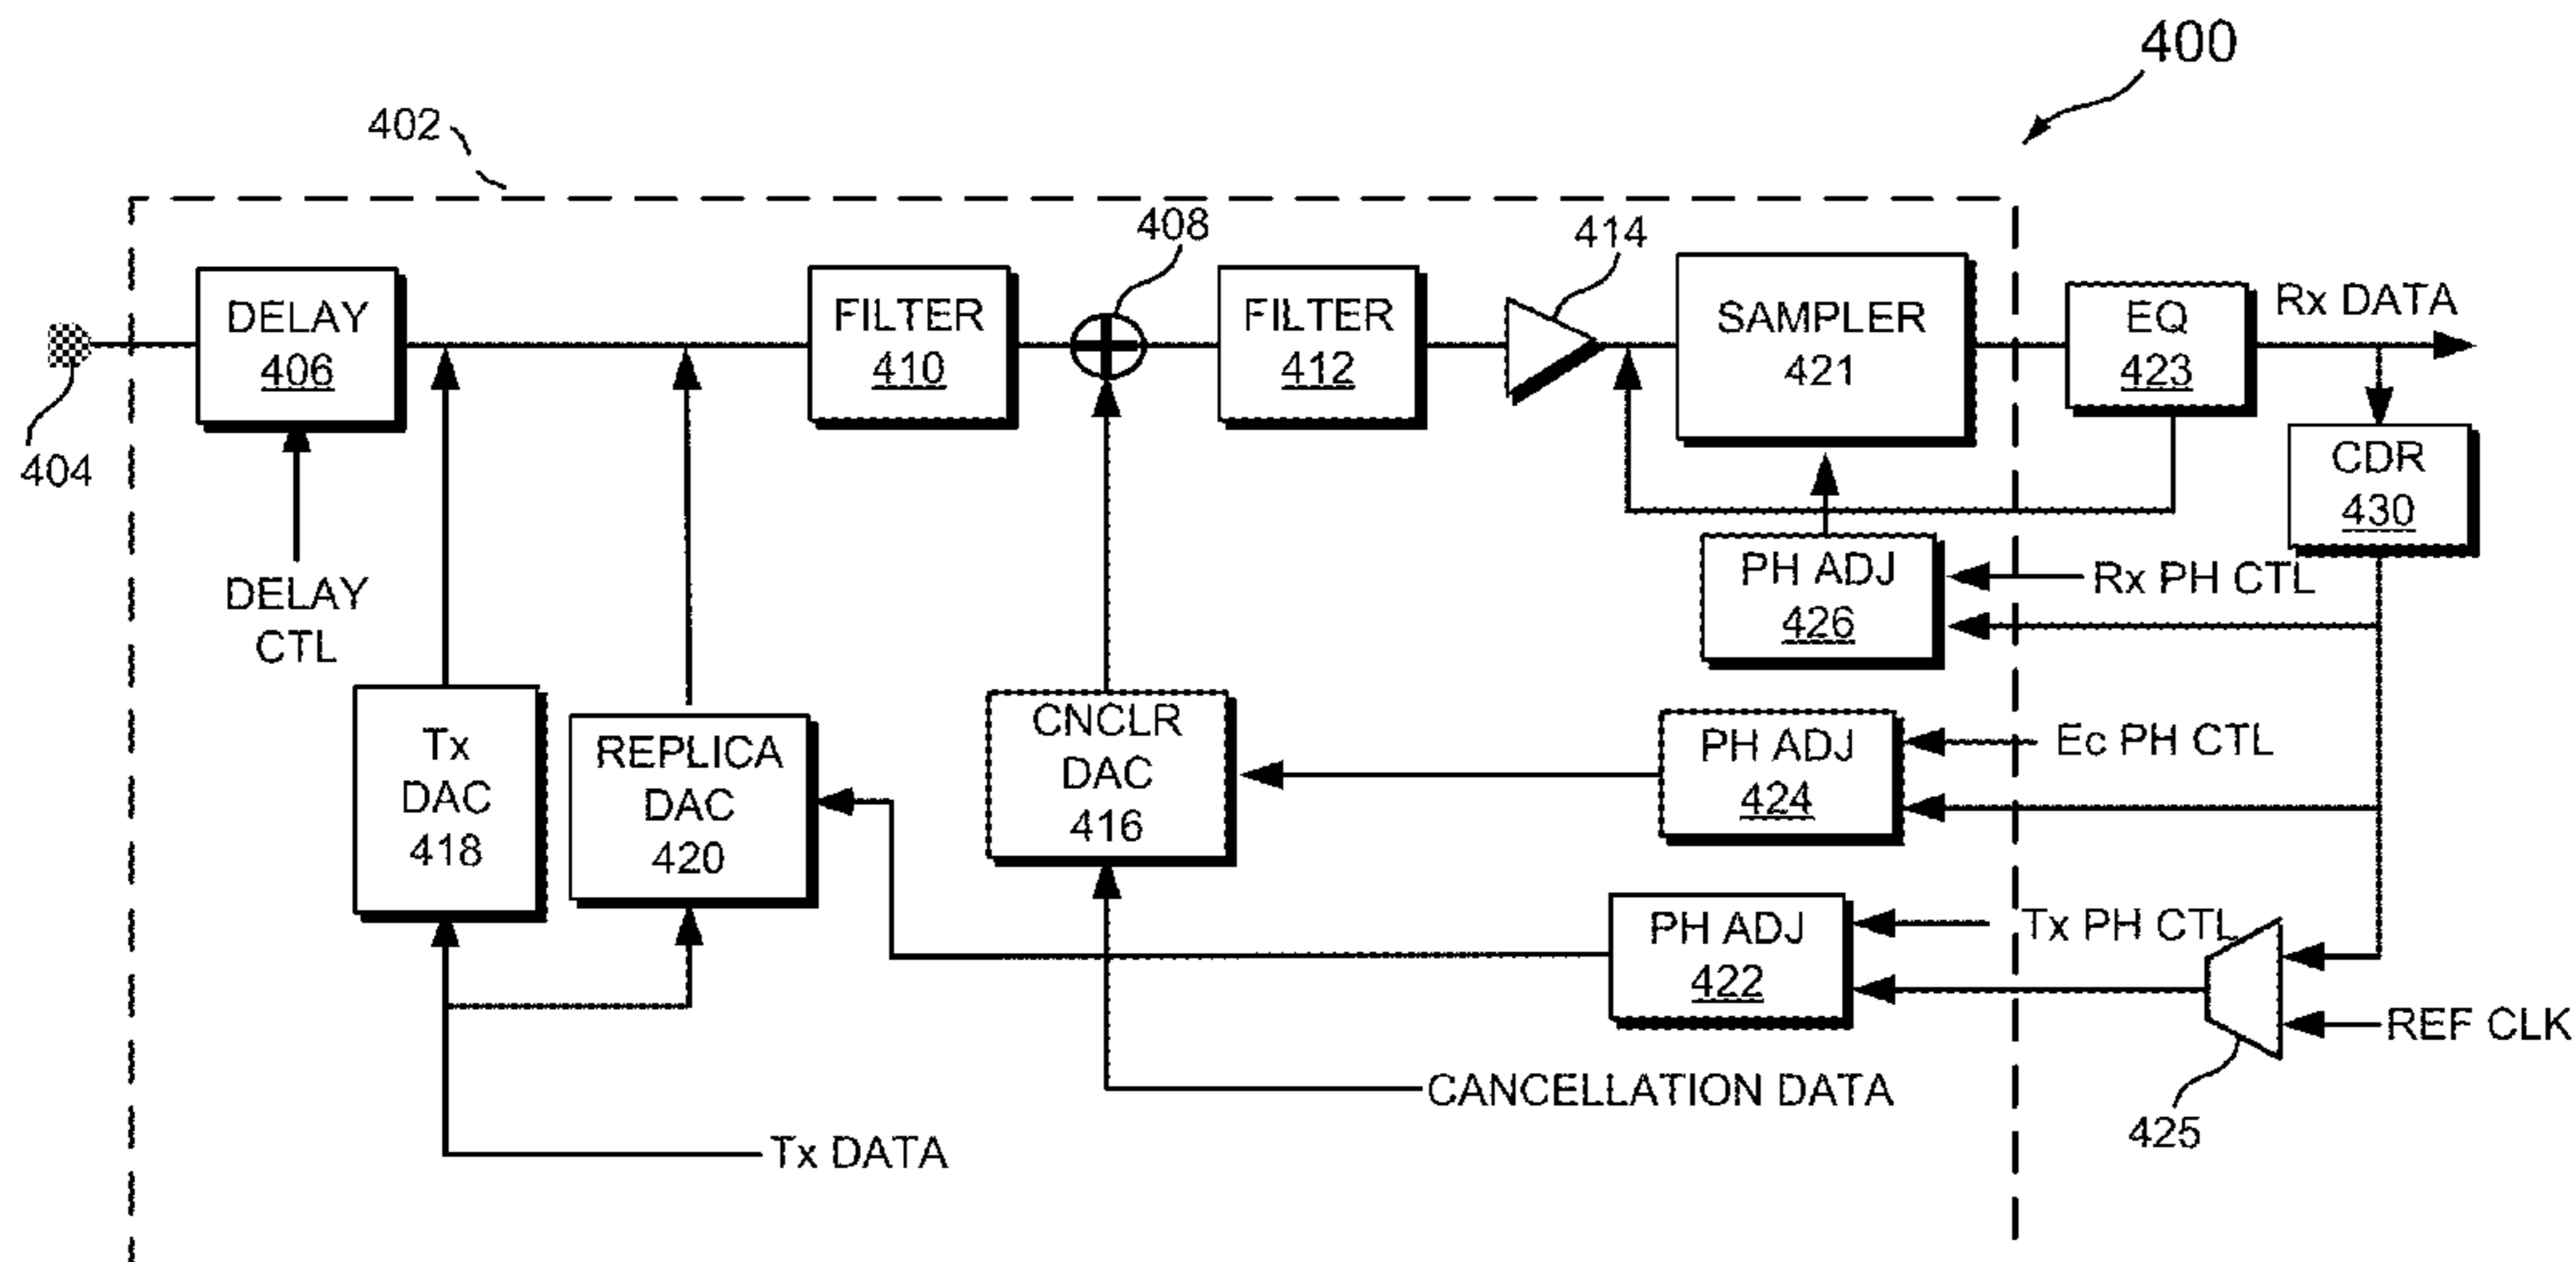 400
402
408
414
DELAY
406
FILTER
410
FILTER
412
SAMPLER
421
EQ
423
Rx DATA
404
CDR
430
DELAY
CTL
PH ADJ
426
Rx PH CTL
Tx
DAC
418
REPLICA
DAC
420
CNCLR
DAC
416
PH ADJ
424
Ec PH CTL
PH ADJ
422
Tx PH CTL
REF CLK
CANCELLATION DATA
425
Tx DATA